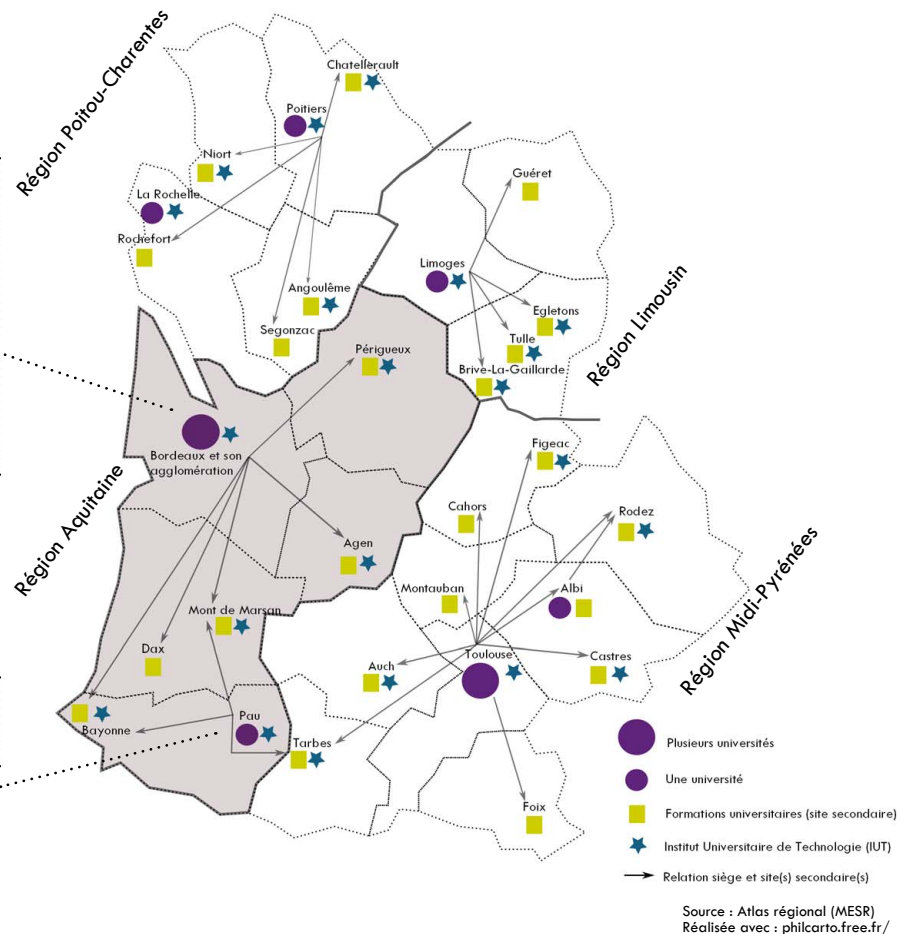 Région Poitou-Charentes
Chatellerault
Poitiers
Niort
La Rochelle
Rochefort
Angoulême
Segonzac
Guéret
Limoges
Egletons
Tulle
Brive-La-Gaillarde
Région Limousin
Périgueux
Bordeaux et son
agglomération
Région Aquitaine
Agen
Mont de Marsan
Dax
Bayonne
Pau
Figeac
Cahors
Rodez
Montauban
Albi
Région Midi-Pyrénées
Toulouse
Castres
Auch
Tarbes
Foix
Plusieurs universités
Une université
Formations universitaires (site secondaire)
Institut Universitaire de Technologie (IUT)
Relation siège et site(s) secondaire(s)
Source : Atlas régional (MESR)
Réalisée avec : philcarto.free.fr/